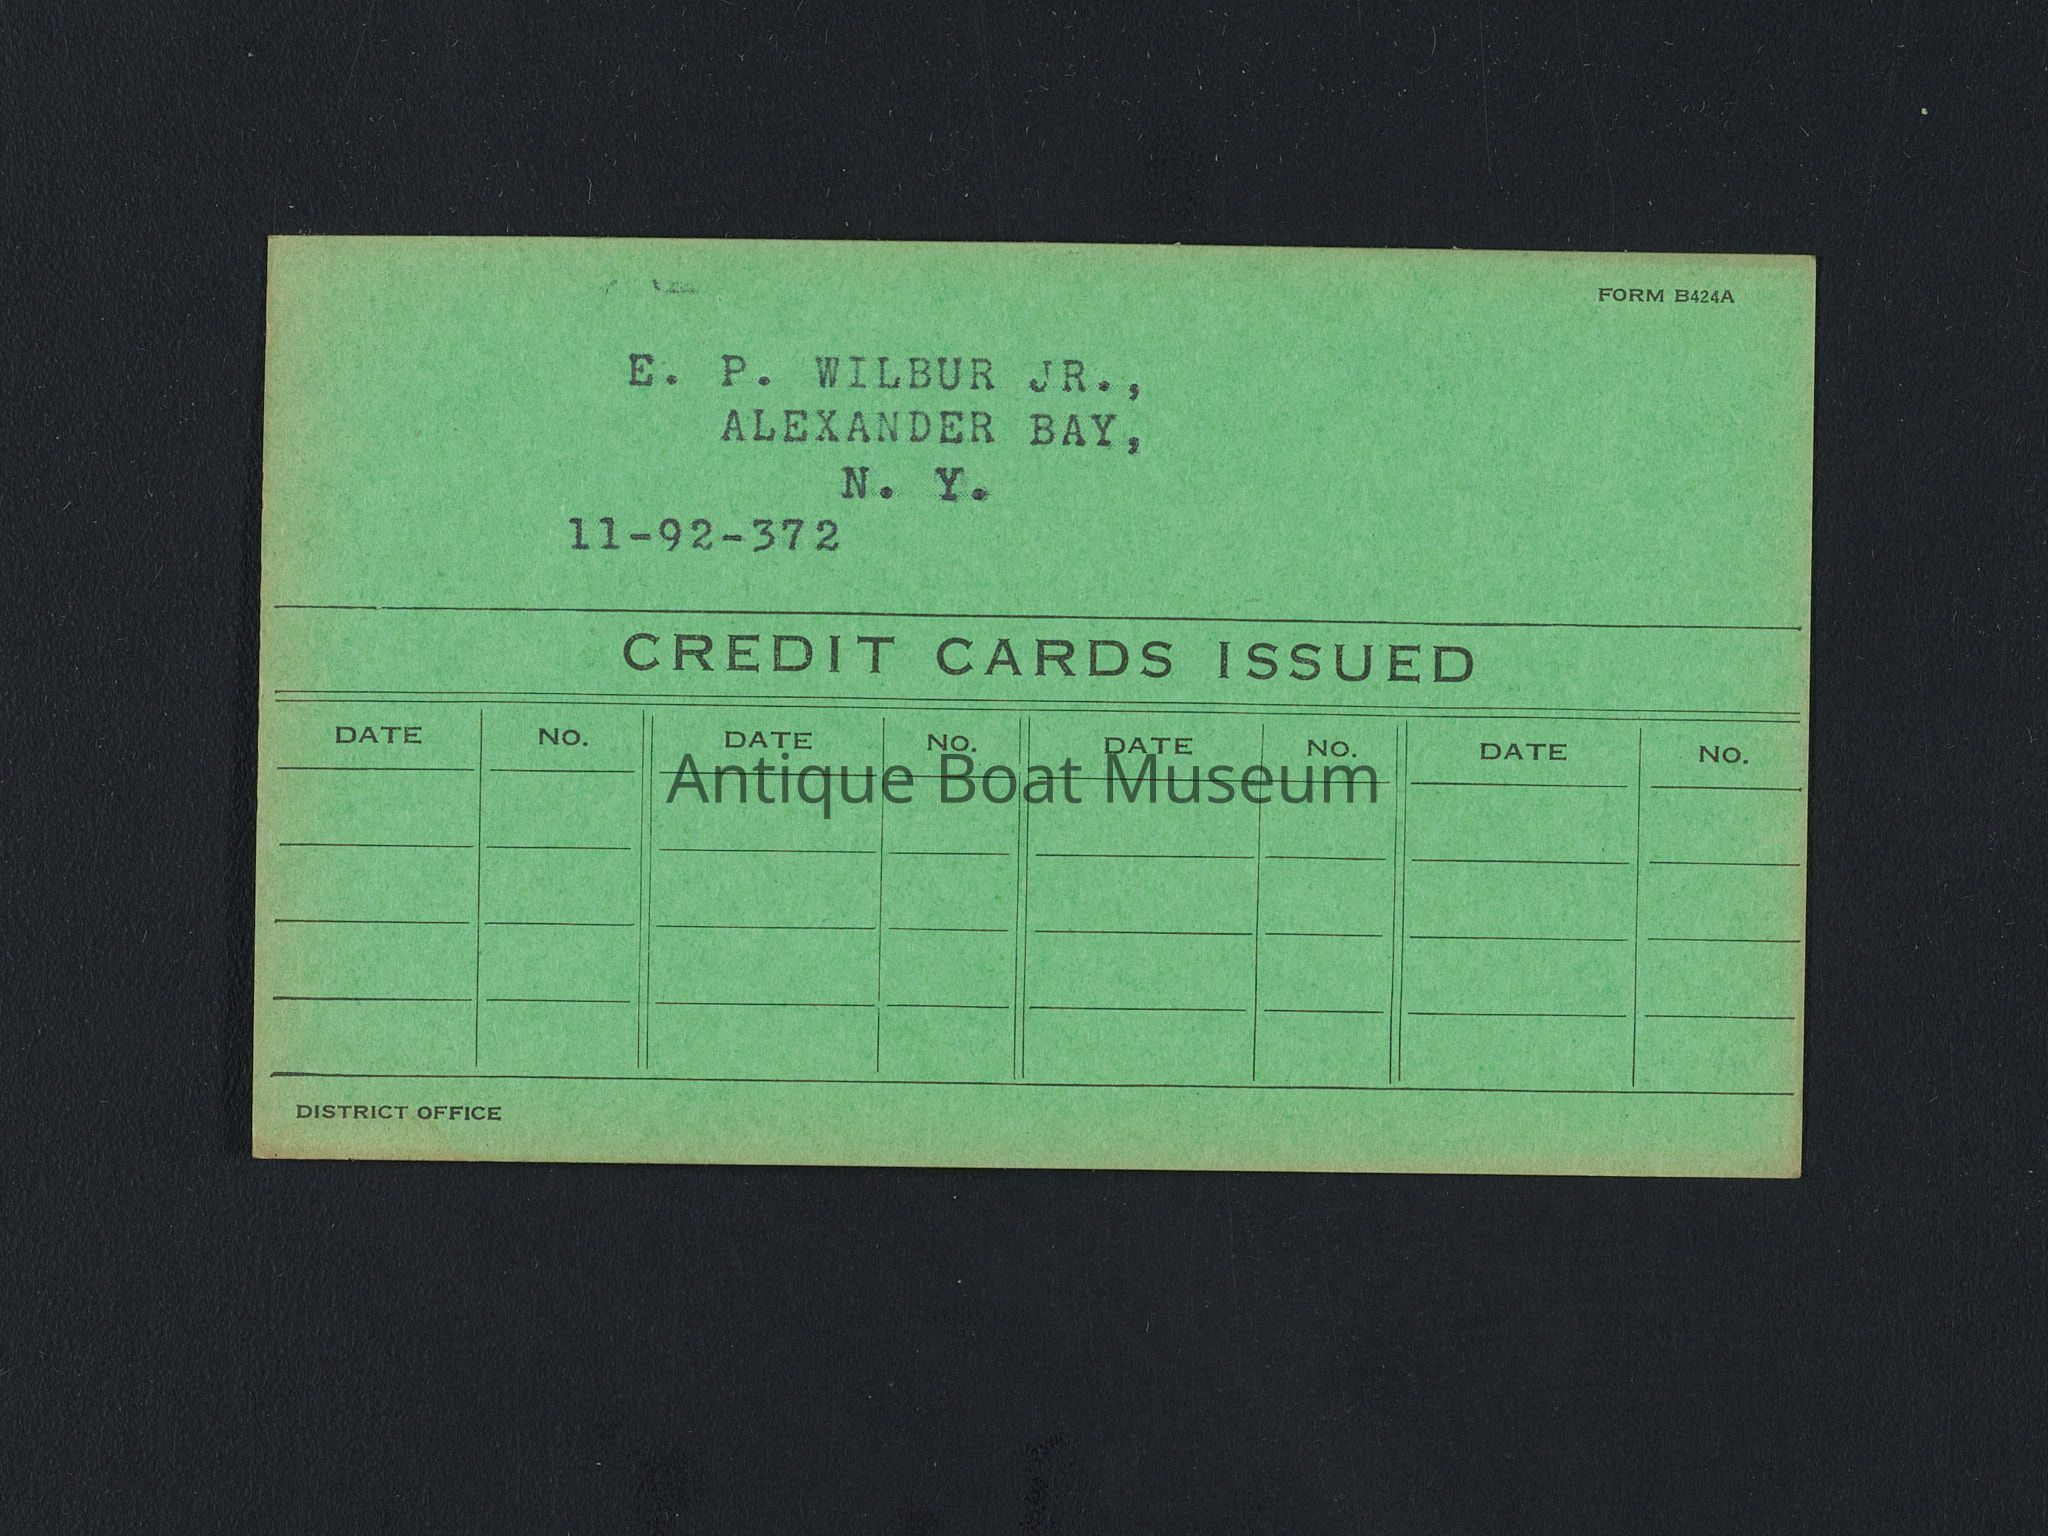 FORM B424A
E. P. WILBUR JR.,
ALEXANDER BAY,
N. Y.
11-92-372
CREDIT CARDS ISSUED
DATE NO. DATE NO. DATE NO. DATE NO.
Antique Boat Museum
DISTRICT OFFICE